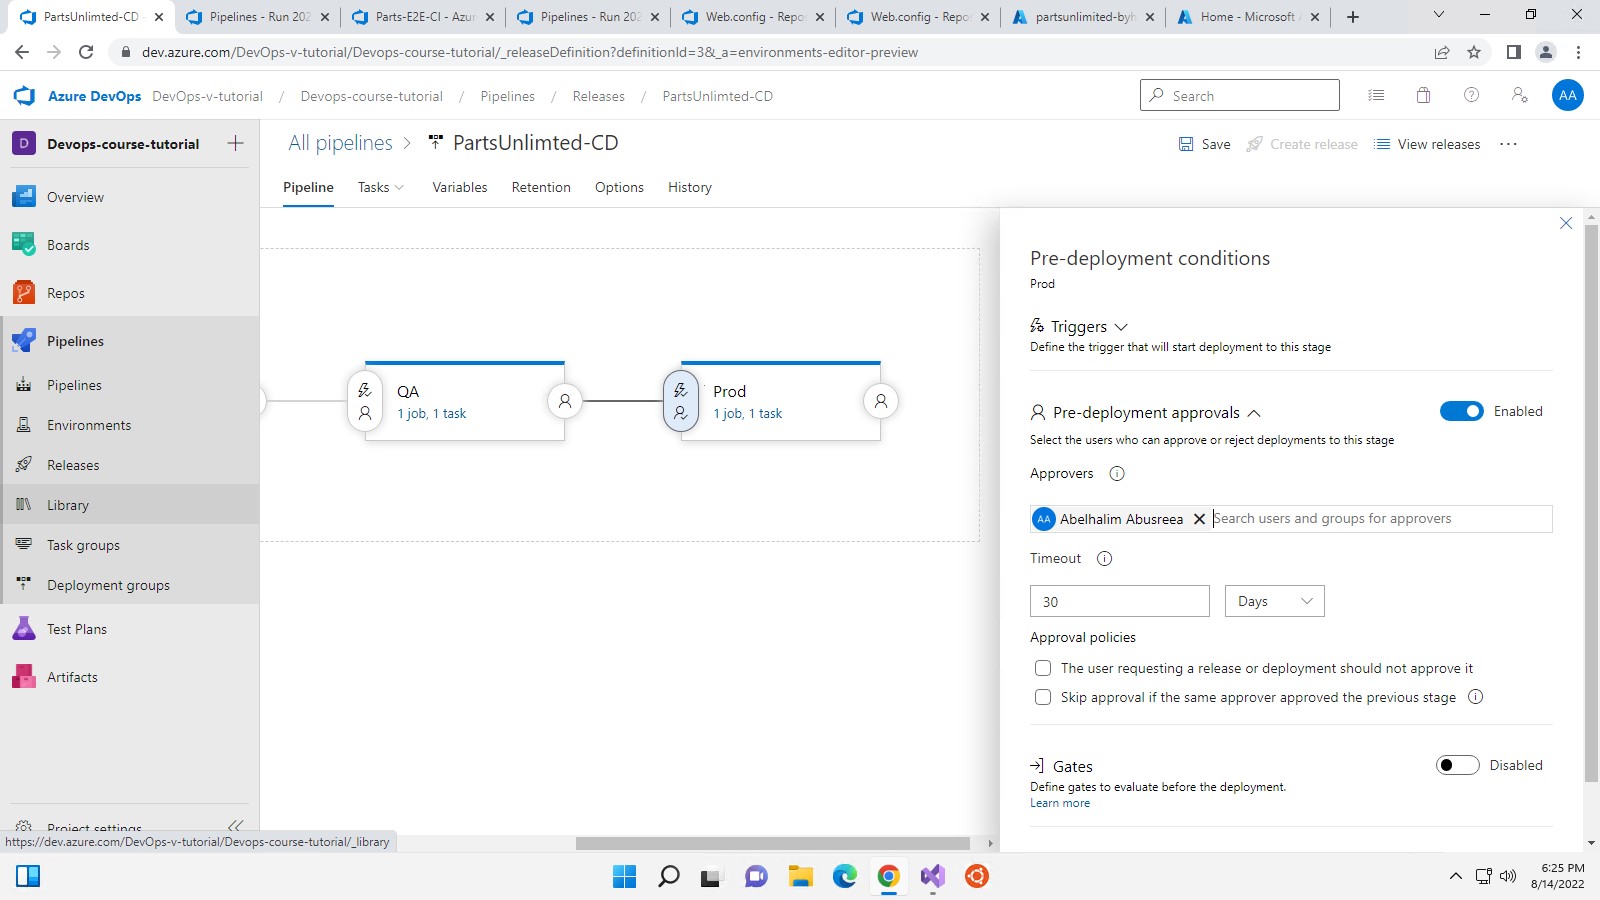 PartsUnlimted-CD -
Pipelines - Run 202
Parts-E2E-CI - Azur
Pipelines - Run 202
Web.config - Repo
Web.config - Repo
partsunlimited-byh
Home - Microsoft A
dev.azure.com/DevOps-v-tutorial/Devops-course-tutorial/_releaseDefinition?definitionId=3&_a=environments-editor-preview
Azure DevOps DevOps-v-tutorial / Devops-course-tutorial / Pipelines / Releases / PartsUnlimted-CD
Search
AA
D Devops-course-tutorial
Overview
Boards
Repos
Pipelines
Pipelines
Environments
Releases
Library
Task groups
Deployment groups
Test Plans
Artifacts
Project settings
https://dev.azure.com/DevOps-v-tutorial/Devops-course-tutorial/_library
All pipelines > PartsUnlimted-CD
Save
Create release
View releases
Pipeline Tasks Variables Retention Options History
QA
1 job, 1 task
Prod
1 job, 1 task
Pre-deployment conditions
Prod
Triggers
Define the trigger that will start deployment to this stage
Pre-deployment approvals
Enabled
Select the users who can approve or reject deployments to this stage
Approvers
AA Abelhalim Abusreea Search users and groups for approvers
Timeout
30 Days
Approval policies
The user requesting a release or deployment should not approve it
Skip approval if the same approver approved the previous stage
Gates
Disabled
Define gates to evaluate before the deployment.
Learn more
6:25 PM
8/14/2022